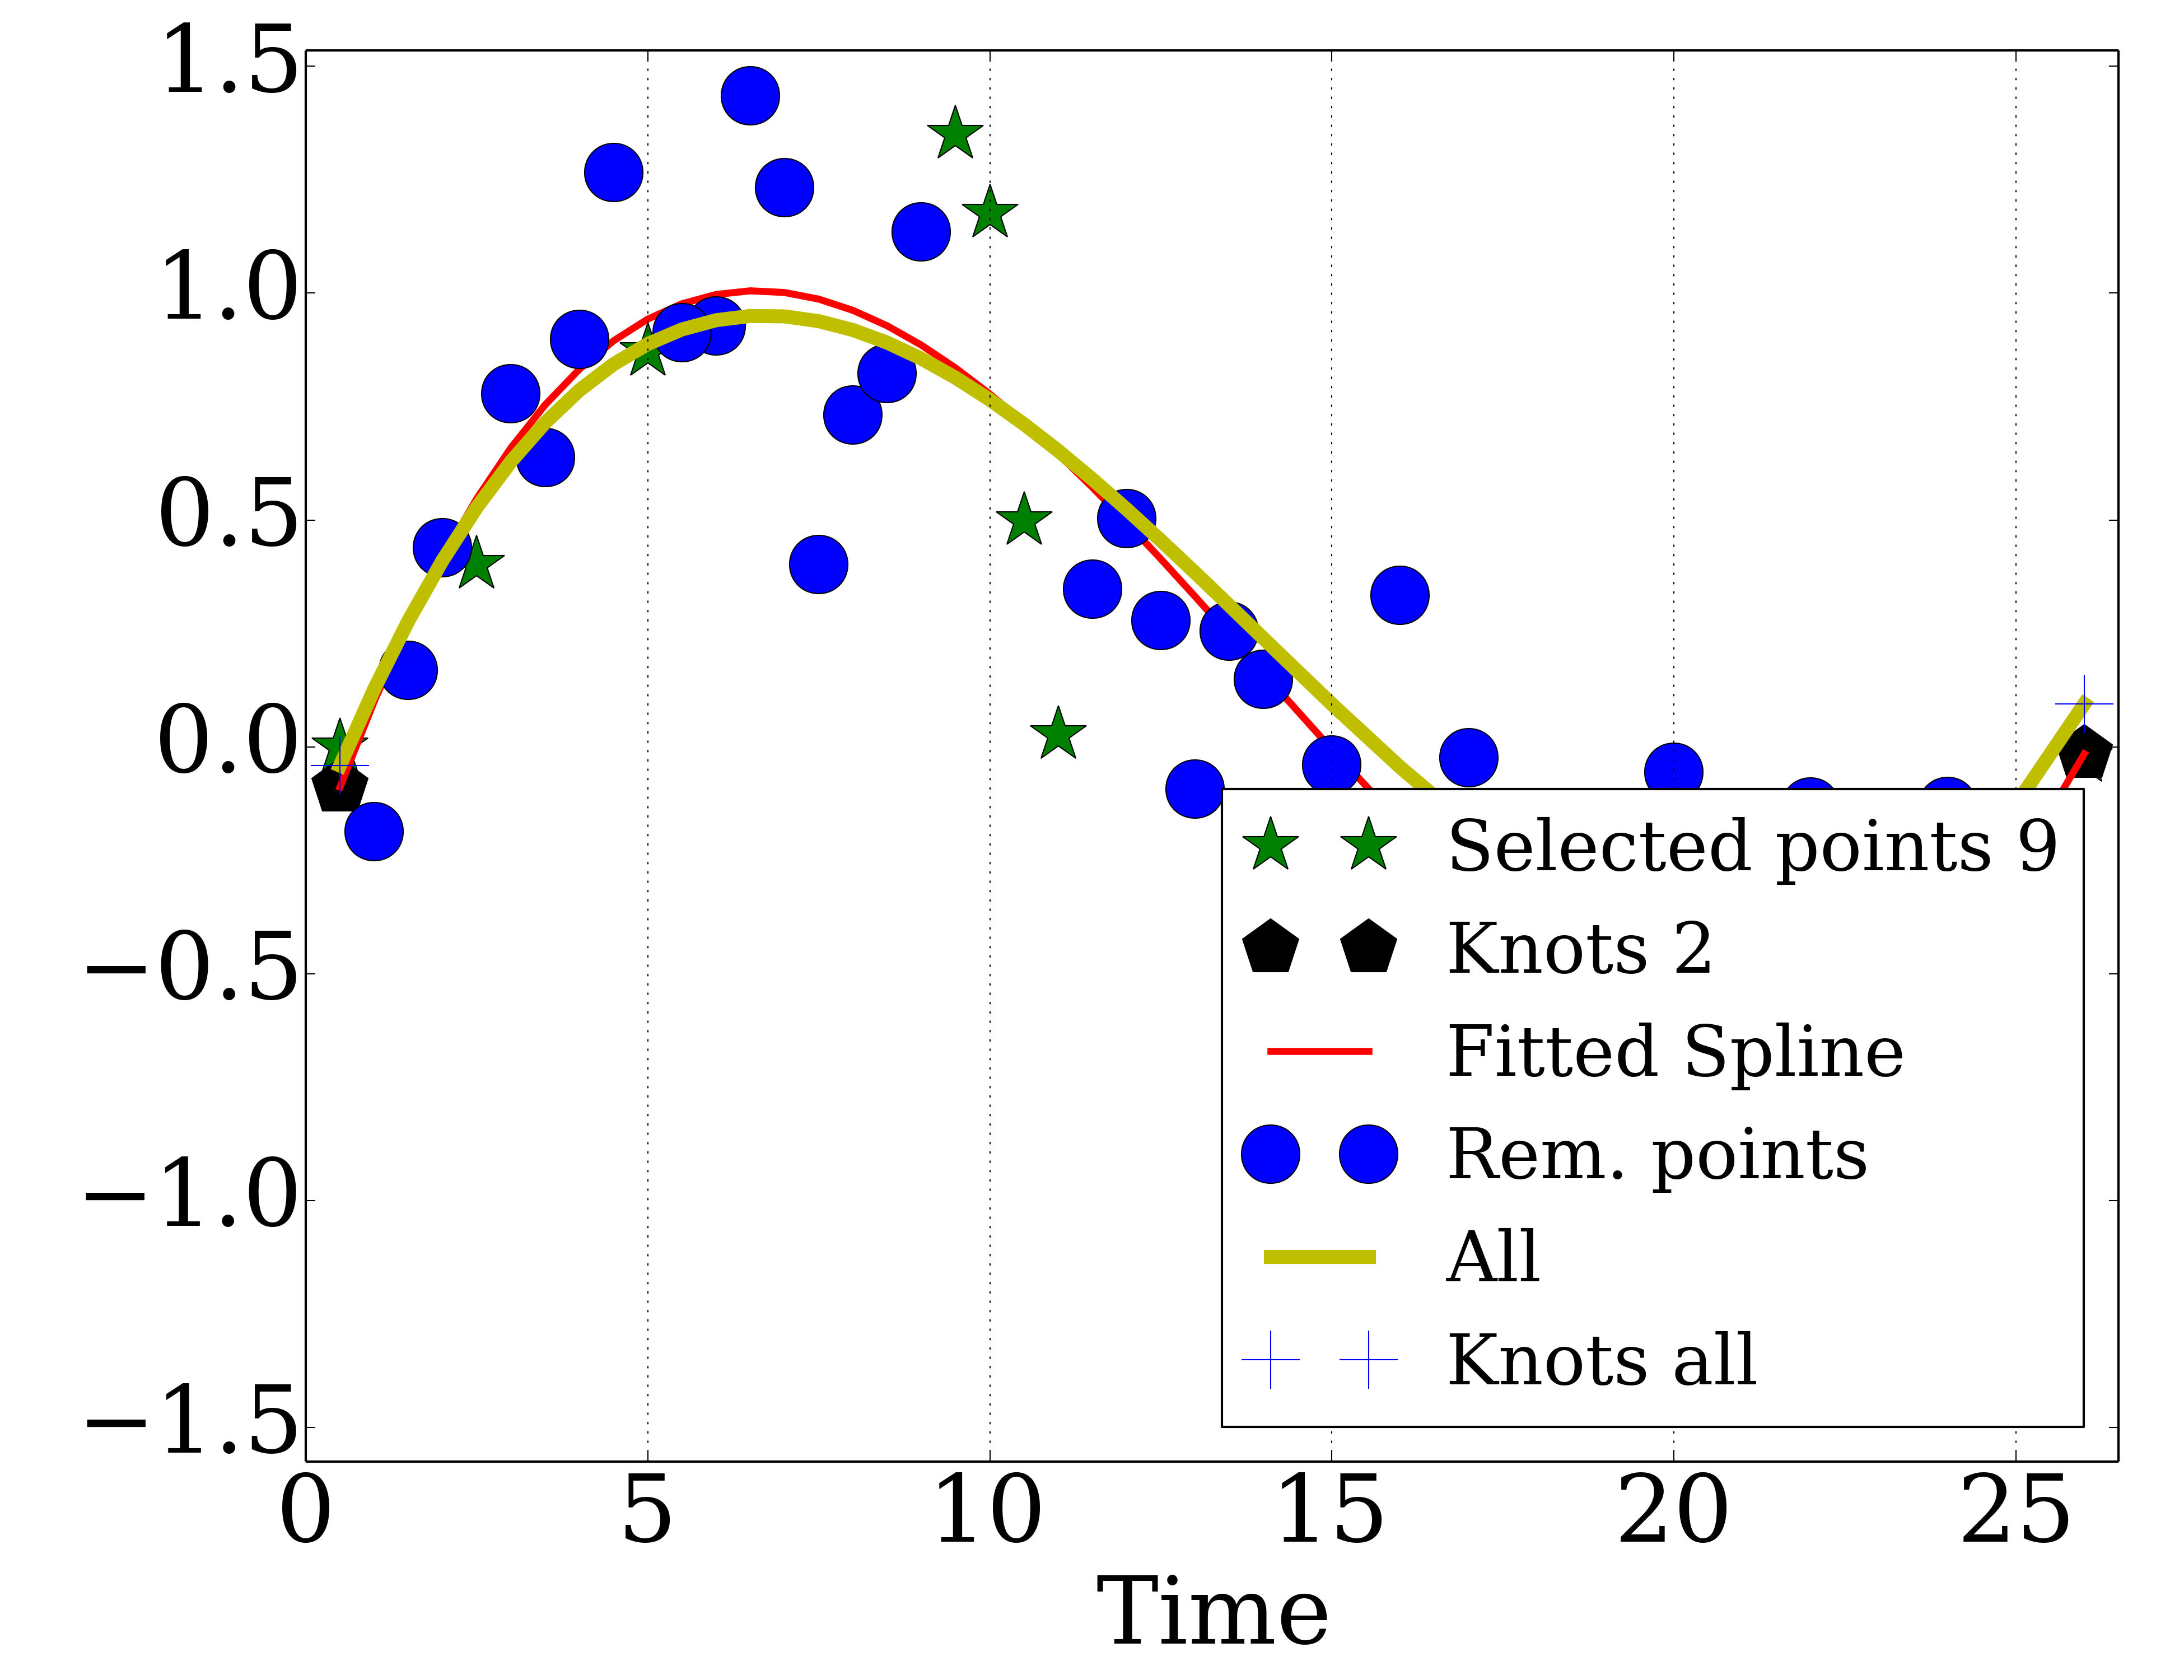 1.5
1.0
0.5
0.0
−0.5
−1.0
−1.5
Selected points 9
Knots 2
Fitted Spline
Rem. points
All
Knots all
0 5 10 15 20 25
Time